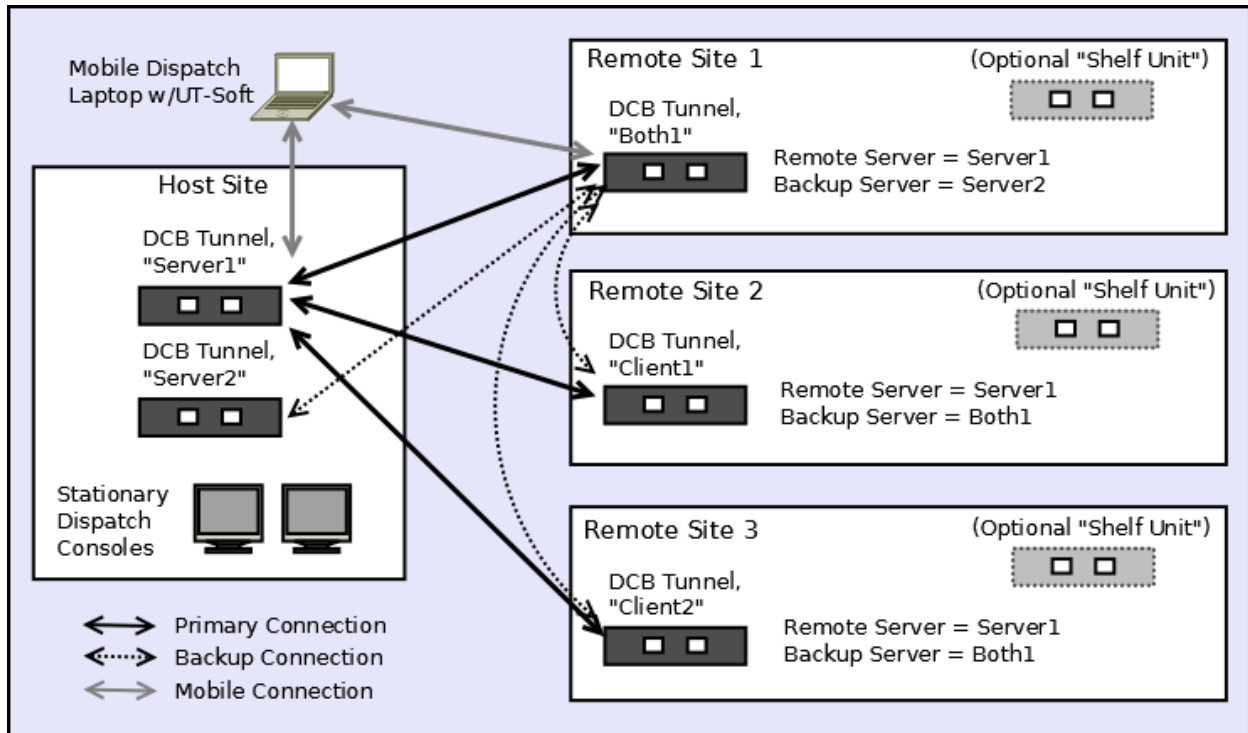 Mobile Dispatch
Laptop w/UT-Soft
Host Site
DCB Tunnel,
"Server1"
DCB Tunnel,
"Server2"
Stationary
Dispatch
Consoles
Primary Connection
Backup Connection
Mobile Connection
Remote Site 1
(Optional "Shelf Unit")
DCB Tunnel,
"Both1"
Remote Server = Server1
Backup Server = Server2
Remote Site 2
(Optional "Shelf Unit")
DCB Tunnel,
"Client1"
Remote Server = Server1
Backup Server = Both1
Remote Site 3
(Optional "Shelf Unit")
DCB Tunnel,
"Client2"
Remote Server = Server1
Backup Server = Both1